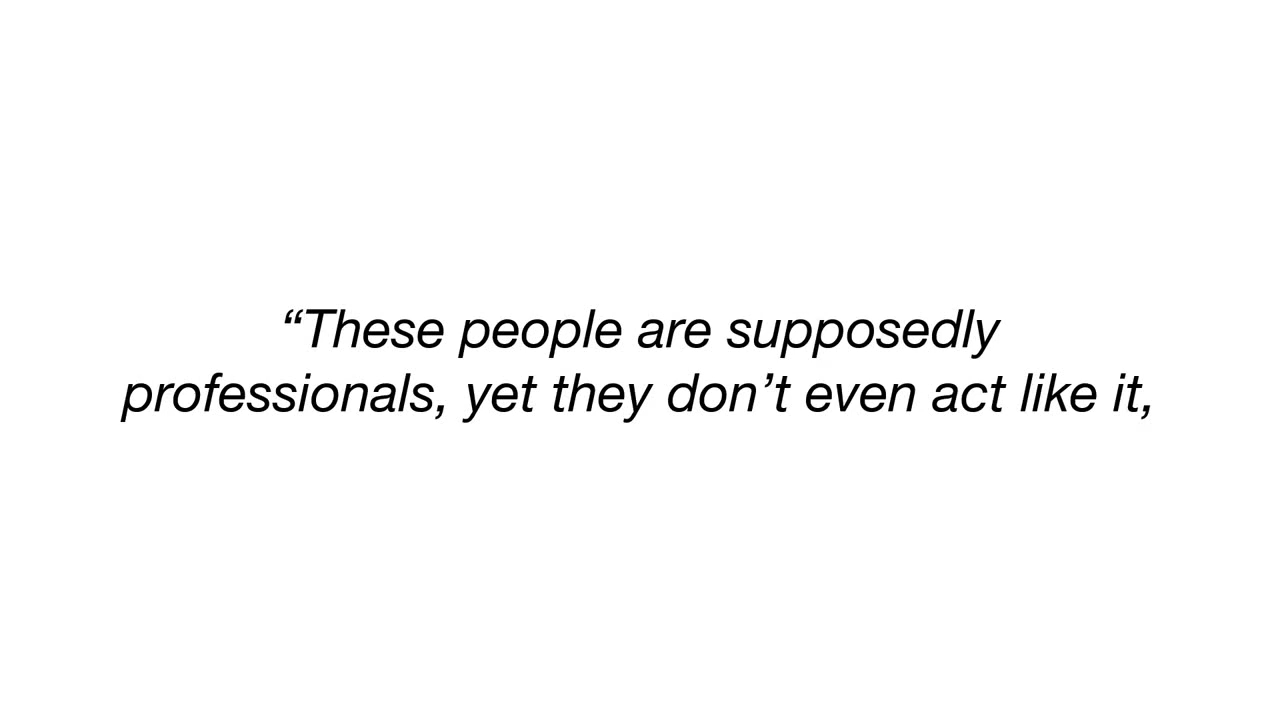 “These people are supposedly
professionals, yet they don’t even act like it,